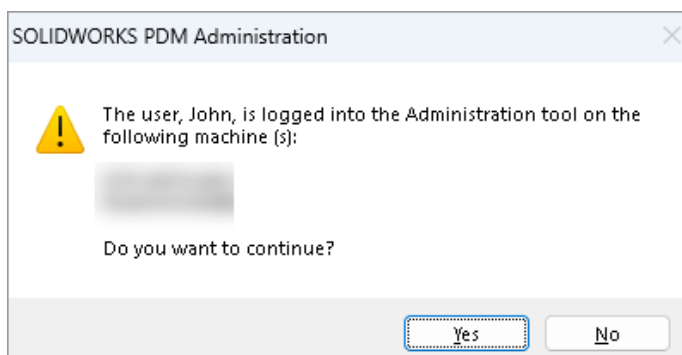 SOLIDWORKS PDM Administration
The user, John, is logged into the Administration tool on the
following machine (s):
Do you want to continue?
Yes
No